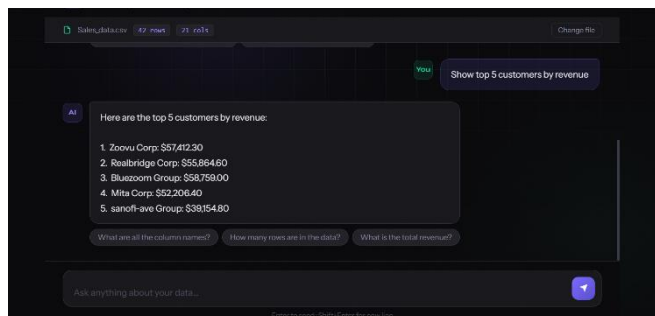 Sales_data.csv 42 rows 21 cols Change file
You
Show top 5 customers by revenue
AI
Here are the top 5 customers by revenue:
1. Zoovu Corp: $57,412.30
2. Realbridge Corp: $55,864.60
3. Bluezoom Group: $58,759.00
4. Mita Corp: $52,206.40
5. sanofi-ave Group: $39,154.80
What are all the column names? How many rows are in the data? What is the total revenue?
Ask anything about your data...